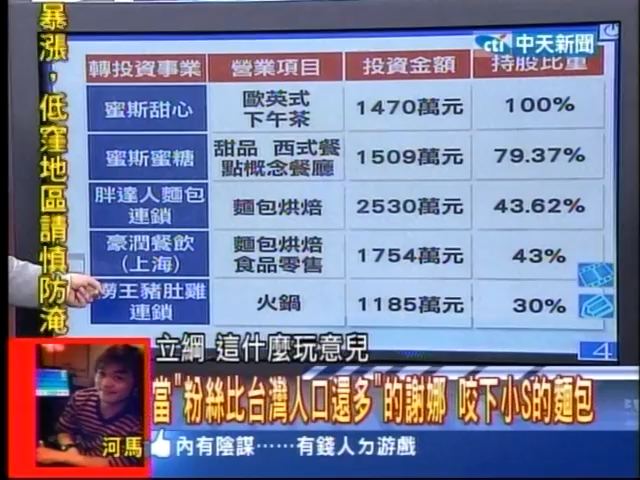 暴漲，低窪地區請慎防淹
cti 中天新聞
轉投資事業 營業項目 投資金額 持股比重
蜜斯甜心 歐英式下午茶 1470萬元 100%
蜜斯蜜糖 甜品 西式餐點概念餐廳 1509萬元 79.37%
胖達人麵包連鎖 麵包烘焙 2530萬元 43.62%
豪潤餐飲(上海) 麵包烘焙食品零售 1754萬元 43%
撈王豬肚雞連鎖 火鍋 1185萬元 30%
4
立綱 這什麼玩意兒
當"粉絲比台灣人口還多"的謝娜 咬下小S的麵包
河馬 內有陰謀……有錢人ㄉ游戲